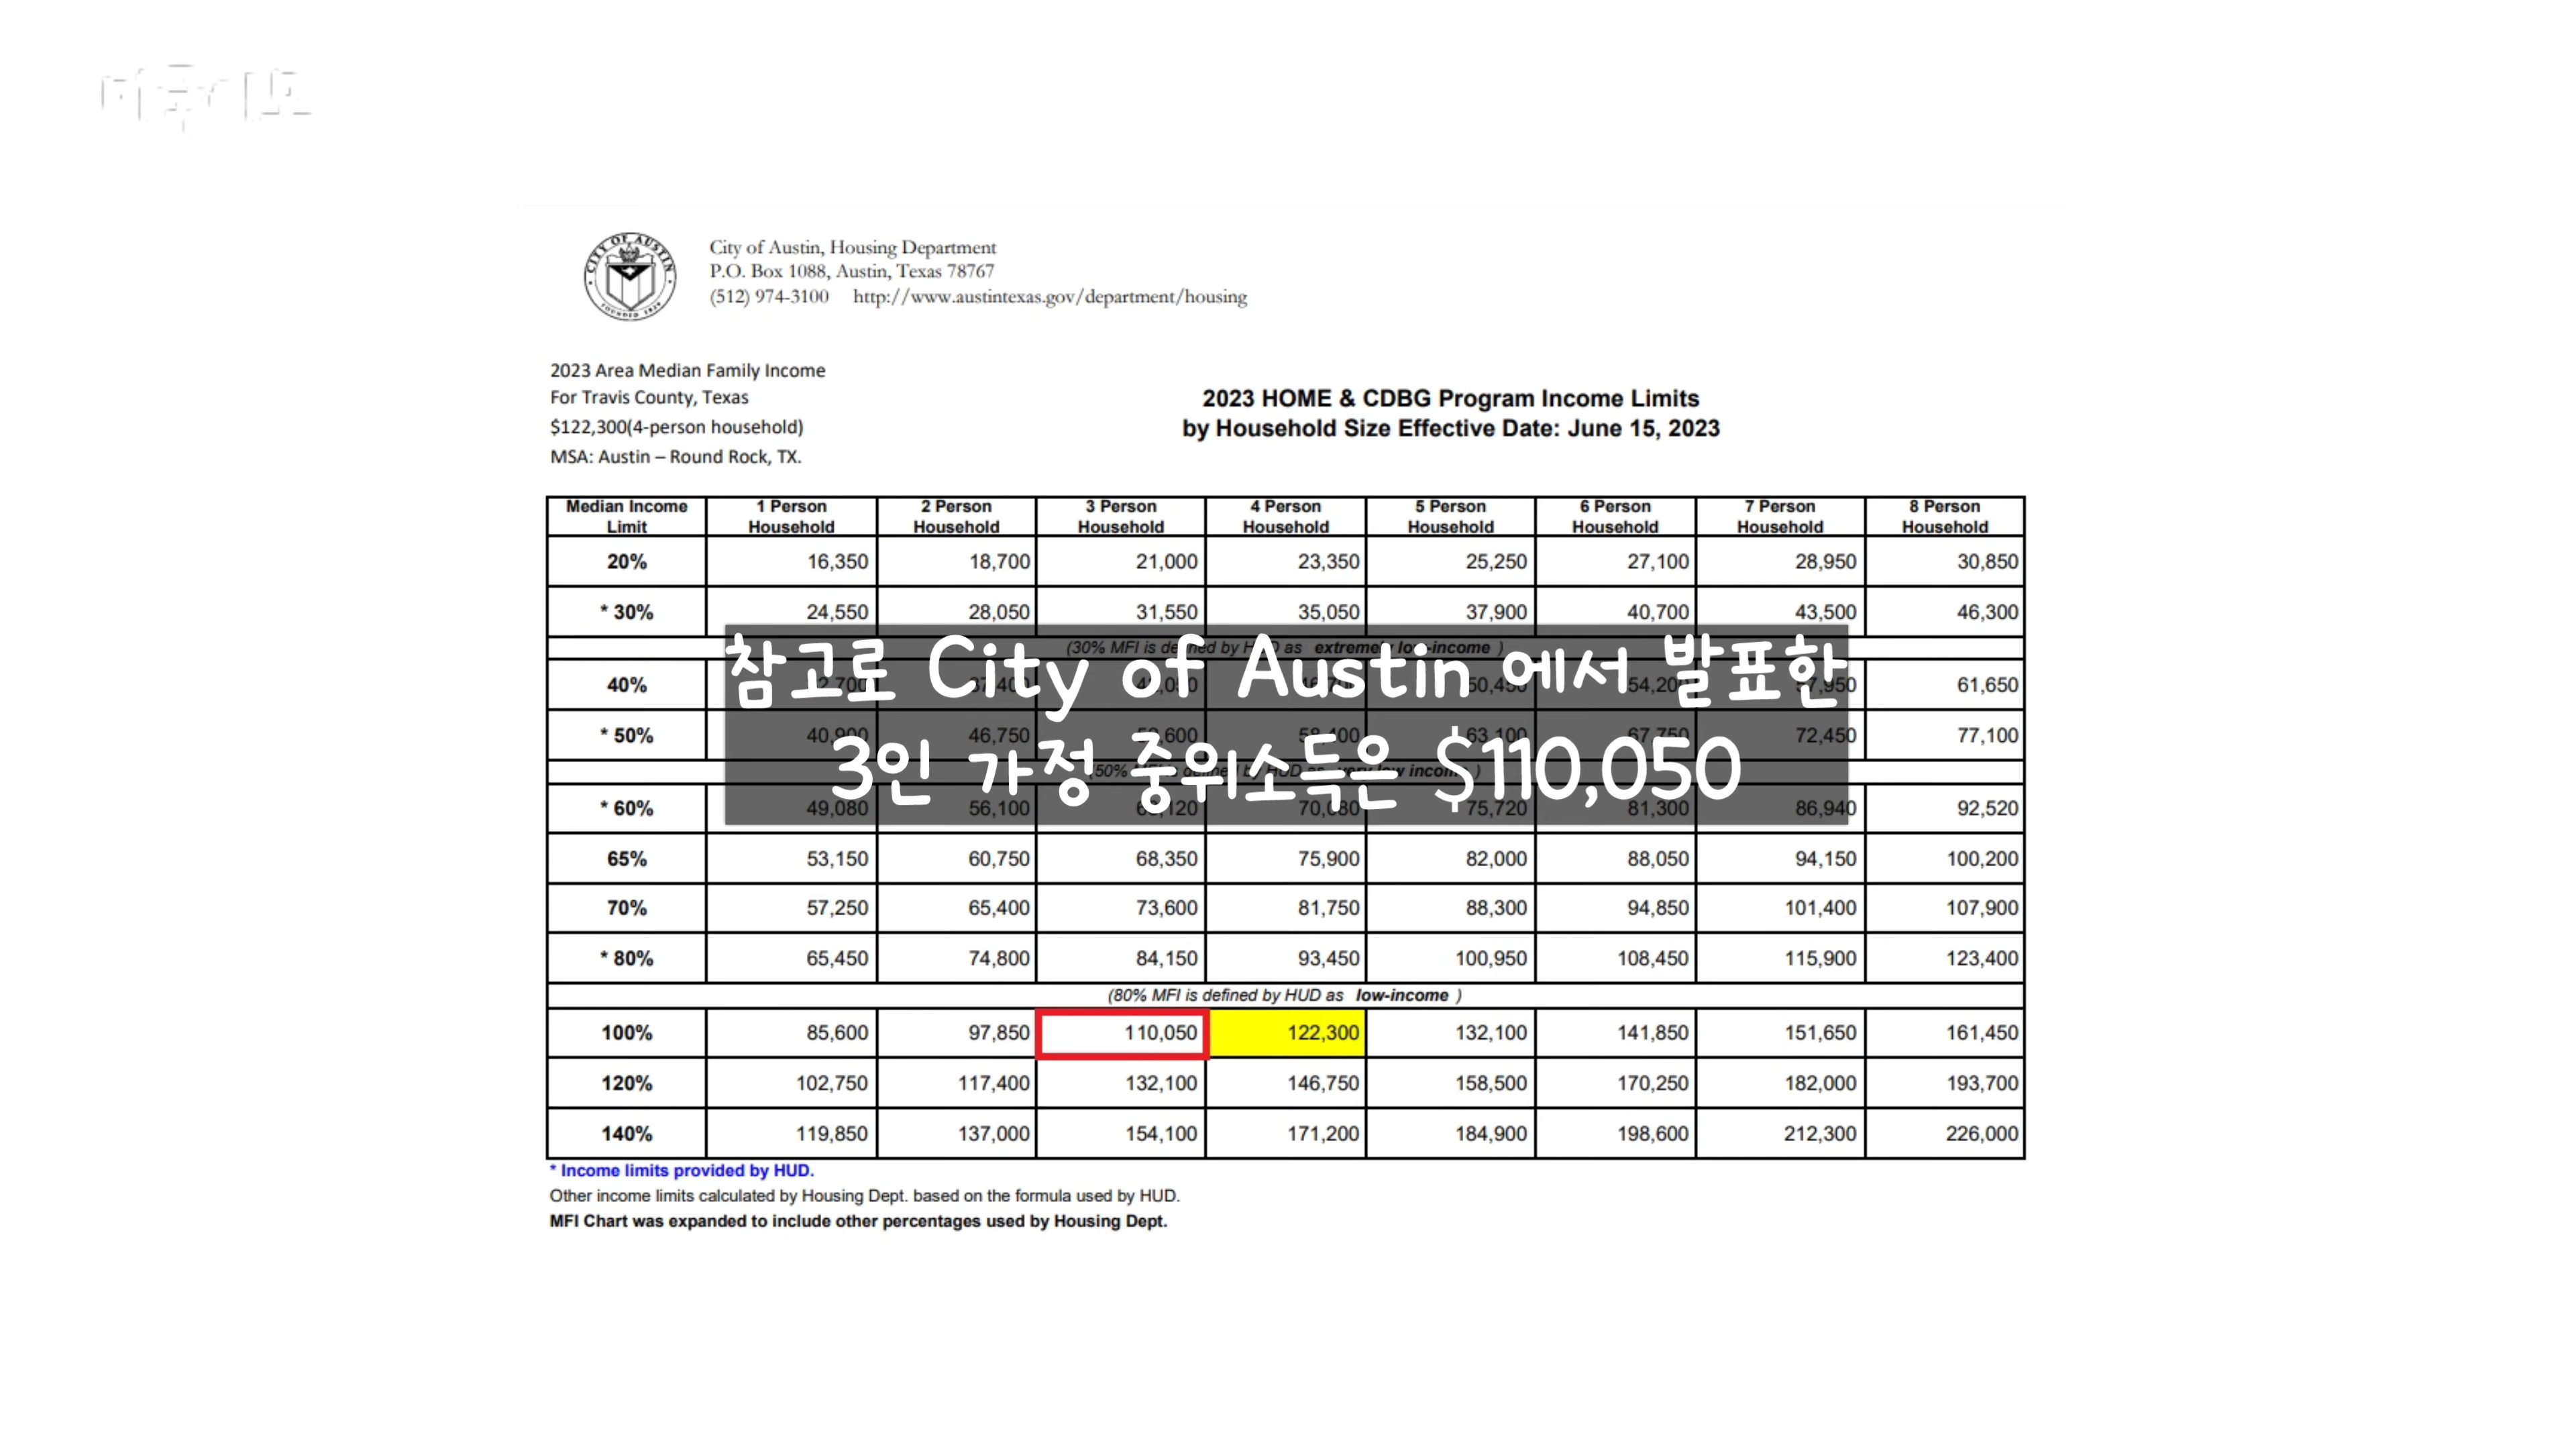 City of Austin, Housing Department
P.O. Box 1088, Austin, Texas 78767
(512) 974-3100 http://www.austintexas.gov/department/housing
2023 Area Median Family Income
For Travis County, Texas
$122,300(4-person household)
MSA: Austin – Round Rock, TX.
2023 HOME & CDBG Program Income Limits
by Household Size Effective Date: June 15, 2023
Median Income Limit 1 Person Household 2 Person Household 3 Person Household 4 Person Household 5 Person Household 6 Person Household 7 Person Household 8 Person Household
20% 16,350 18,700 21,000 23,350 25,250 27,100 28,950 30,850
* 30% 24,550 28,050 31,550 35,050 37,900 40,700 43,500 46,300
참고로 City of Austin 에서 발표한
3인 가정 중위소득은 $110,050
40% 61,650
* 50% 40,900 46,750 72,450 77,100
* 60% 49,080 56,100 75,720 81,300 86,940 92,520
65% 53,150 60,750 68,350 75,900 82,000 88,050 94,150 100,200
70% 57,250 65,400 73,600 81,750 88,300 94,850 101,400 107,900
* 80% 65,450 74,800 84,150 93,450 100,950 108,450 115,900 123,400
(80% MFI is defined by HUD as low-income )
100% 85,600 97,850 110,050 122,300 132,100 141,850 151,650 161,450
120% 102,750 117,400 132,100 146,750 158,500 170,250 182,000 193,700
140% 119,850 137,000 154,100 171,200 184,900 198,600 212,300 226,000
* Income limits provided by HUD.
Other income limits calculated by Housing Dept. based on the formula used by HUD.
MFI Chart was expanded to include other percentages used by Housing Dept.